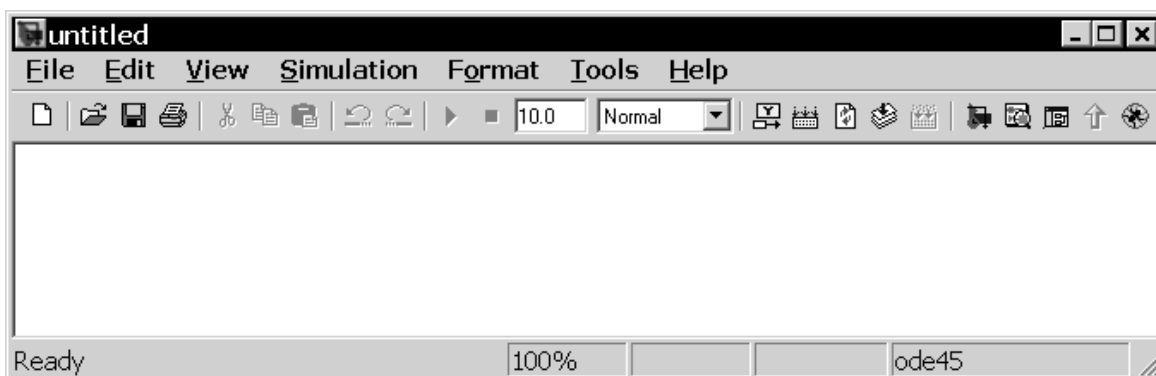 untitled
File Edit View Simulation Format Tools Help
10.0 Normal
Ready 100% ode45